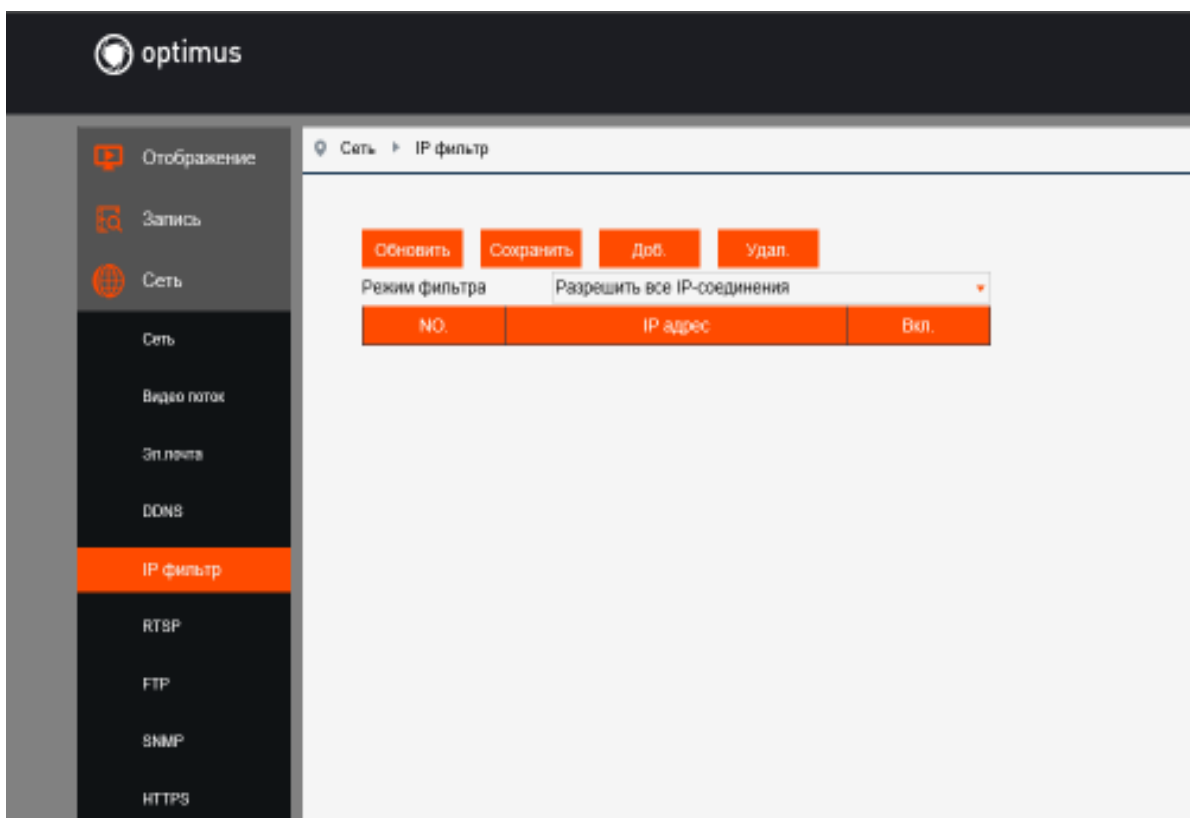 optimus
Отображение
Запись
Сеть
Сеть
Видео поток
Эл.почта
DDNS
IP фильтр
RTSP
FTP
SNMP
HTTPS
Сеть IP фильтр
Обновить Сохранить Доб. Удал.
Режим фильтра Разрешить все IP-соединения
NO. IP адрес Вкл.